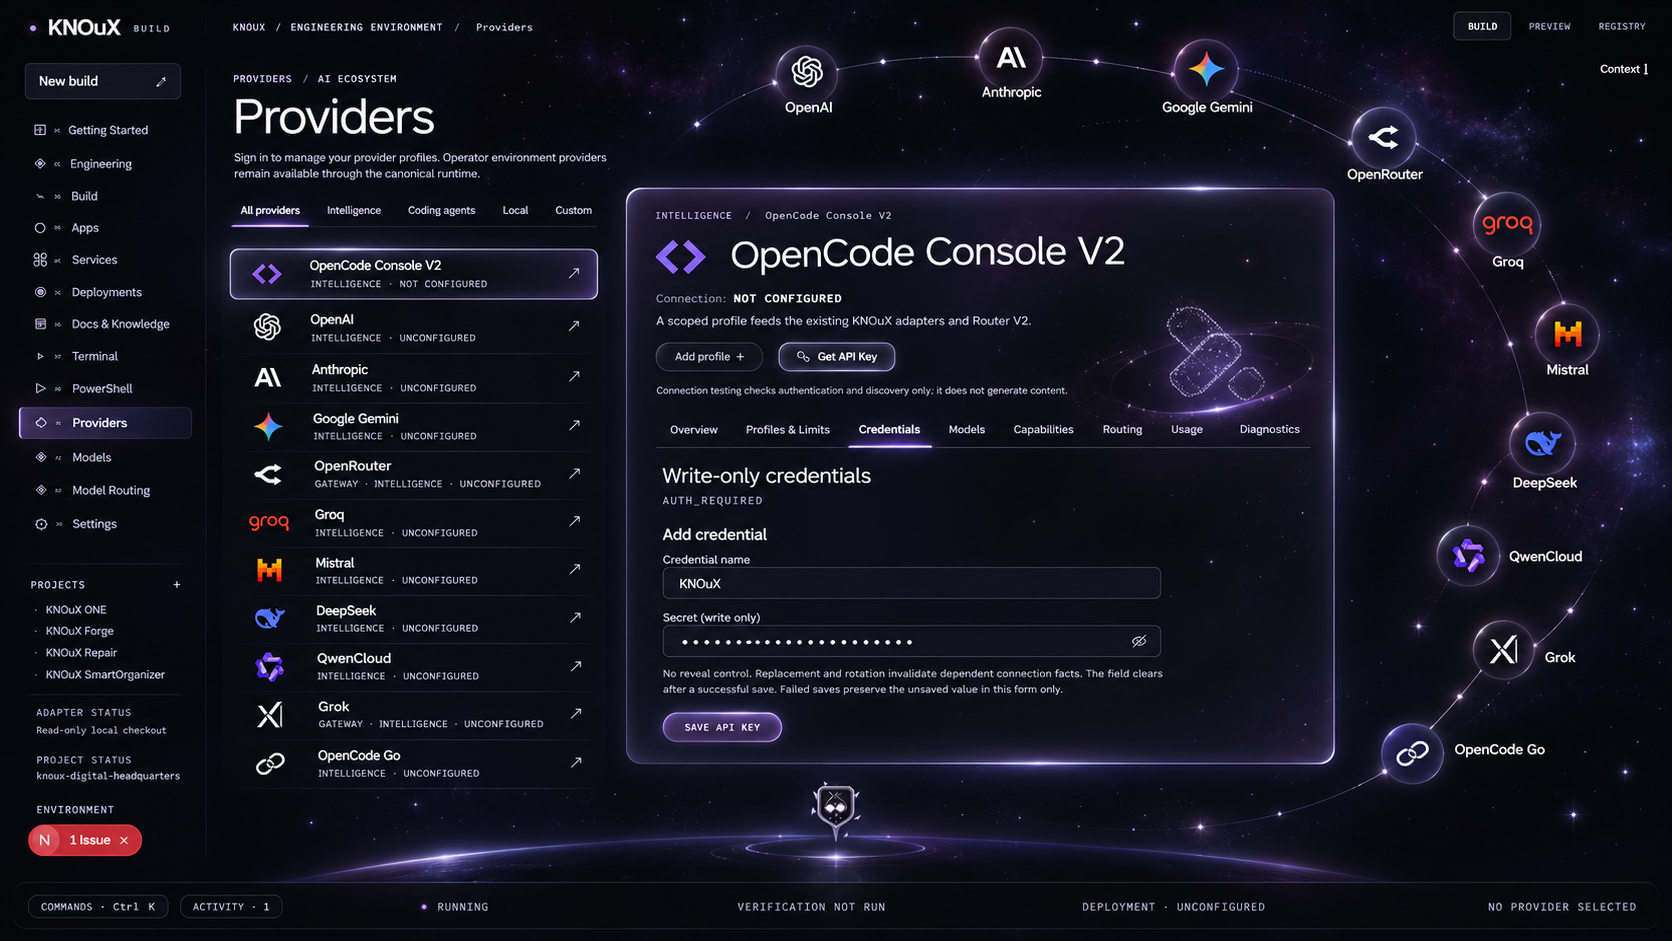 KNOuX BUILD
New build
Getting Started
Engineering
Build
Apps
Services
Deployments
Docs & Knowledge
Terminal
PowerShell
Providers
Models
Model Routing
Settings
PROJECTS +
KNOuX ONE
KNOuX Forge
KNOuX Repair
KNOuX SmartOrganizer
ADAPTER STATUS
Read-only local checkout
PROJECT STATUS
knoux-digital-headquarters
ENVIRONMENT
N 1 Issue ×
KNOUX / ENGINEERING ENVIRONMENT / Providers
BUILD PREVIEW REGISTRY
Context
PROVIDERS / AI ECOSYSTEM
Providers
Sign in to manage your provider profiles. Operator environment providers
remain available through the canonical runtime.
All providers Intelligence Coding agents Local Custom
OpenCode Console V2
INTELLIGENCE · NOT CONFIGURED
OpenAI
INTELLIGENCE · UNCONFIGURED
Anthropic
INTELLIGENCE · UNCONFIGURED
Google Gemini
INTELLIGENCE · UNCONFIGURED
OpenRouter
GATEWAY · INTELLIGENCE · UNCONFIGURED
groq
Groq
INTELLIGENCE · UNCONFIGURED
Mistral
INTELLIGENCE · UNCONFIGURED
DeepSeek
INTELLIGENCE · UNCONFIGURED
QwenCloud
INTELLIGENCE · UNCONFIGURED
Grok
GATEWAY · INTELLIGENCE · UNCONFIGURED
OpenCode Go
INTELLIGENCE · UNCONFIGURED
INTELLIGENCE / OpenCode Console V2
OpenCode Console V2
Connection: NOT CONFIGURED
A scoped profile feeds the existing KNOuX adapters and Router V2.
Add profile + Get API Key
Connection testing checks authentication and discovery only; it does not generate content.
Overview Profiles & Limits Credentials Models Capabilities Routing Usage Diagnostics
Write-only credentials
AUTH_REQUIRED
Add credential
Credential name
KNOuX
Secret (write only)
No reveal control. Replacement and rotation invalidate dependent connection facts. The field clears
after a successful save. Failed saves preserve the unsaved value in this form only.
SAVE API KEY
OpenAI
Anthropic
Google Gemini
OpenRouter
groq
Groq
Mistral
DeepSeek
QwenCloud
Grok
OpenCode Go
COMMANDS · Ctrl K ACTIVITY · 1 RUNNING VERIFICATION NOT RUN DEPLOYMENT · UNCONFIGURED NO PROVIDER SELECTED